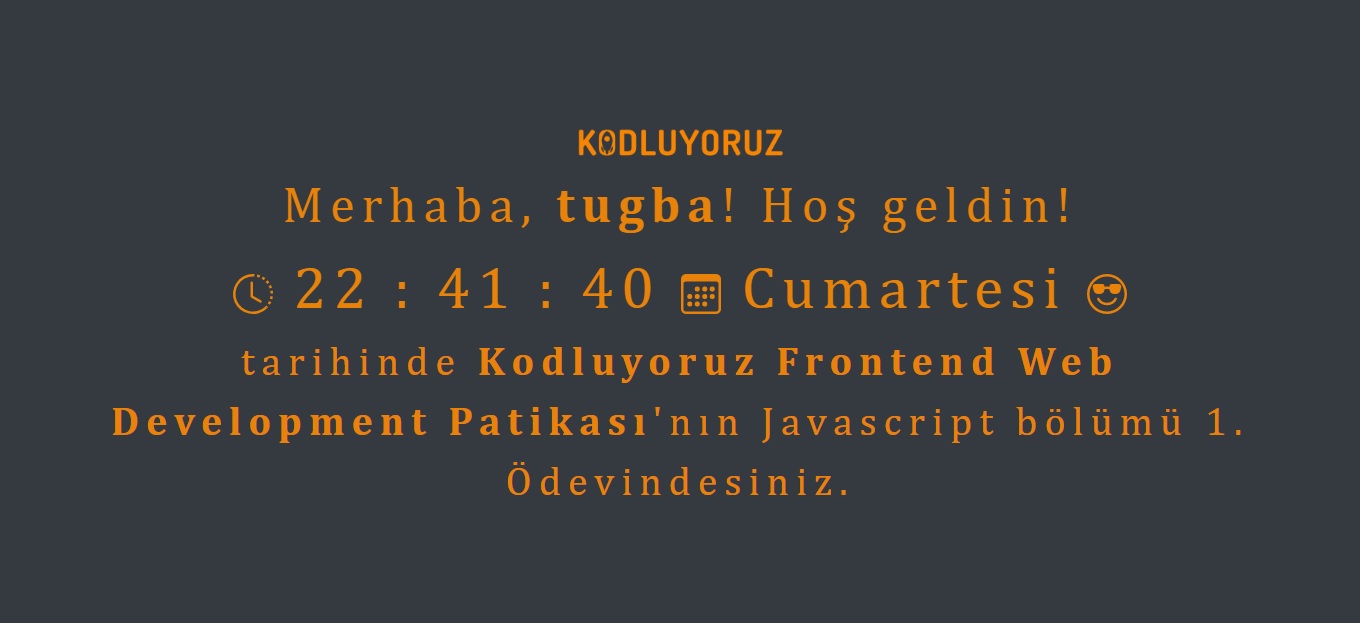 KODLUYORUZ
Merhaba, tugba! Hoş geldin!
22 : 41 : 40 Cumartesi
tarihinde Kodluyoruz Frontend Web
Development Patikası'nın Javascript bölümü 1.
Ödevindesiniz.